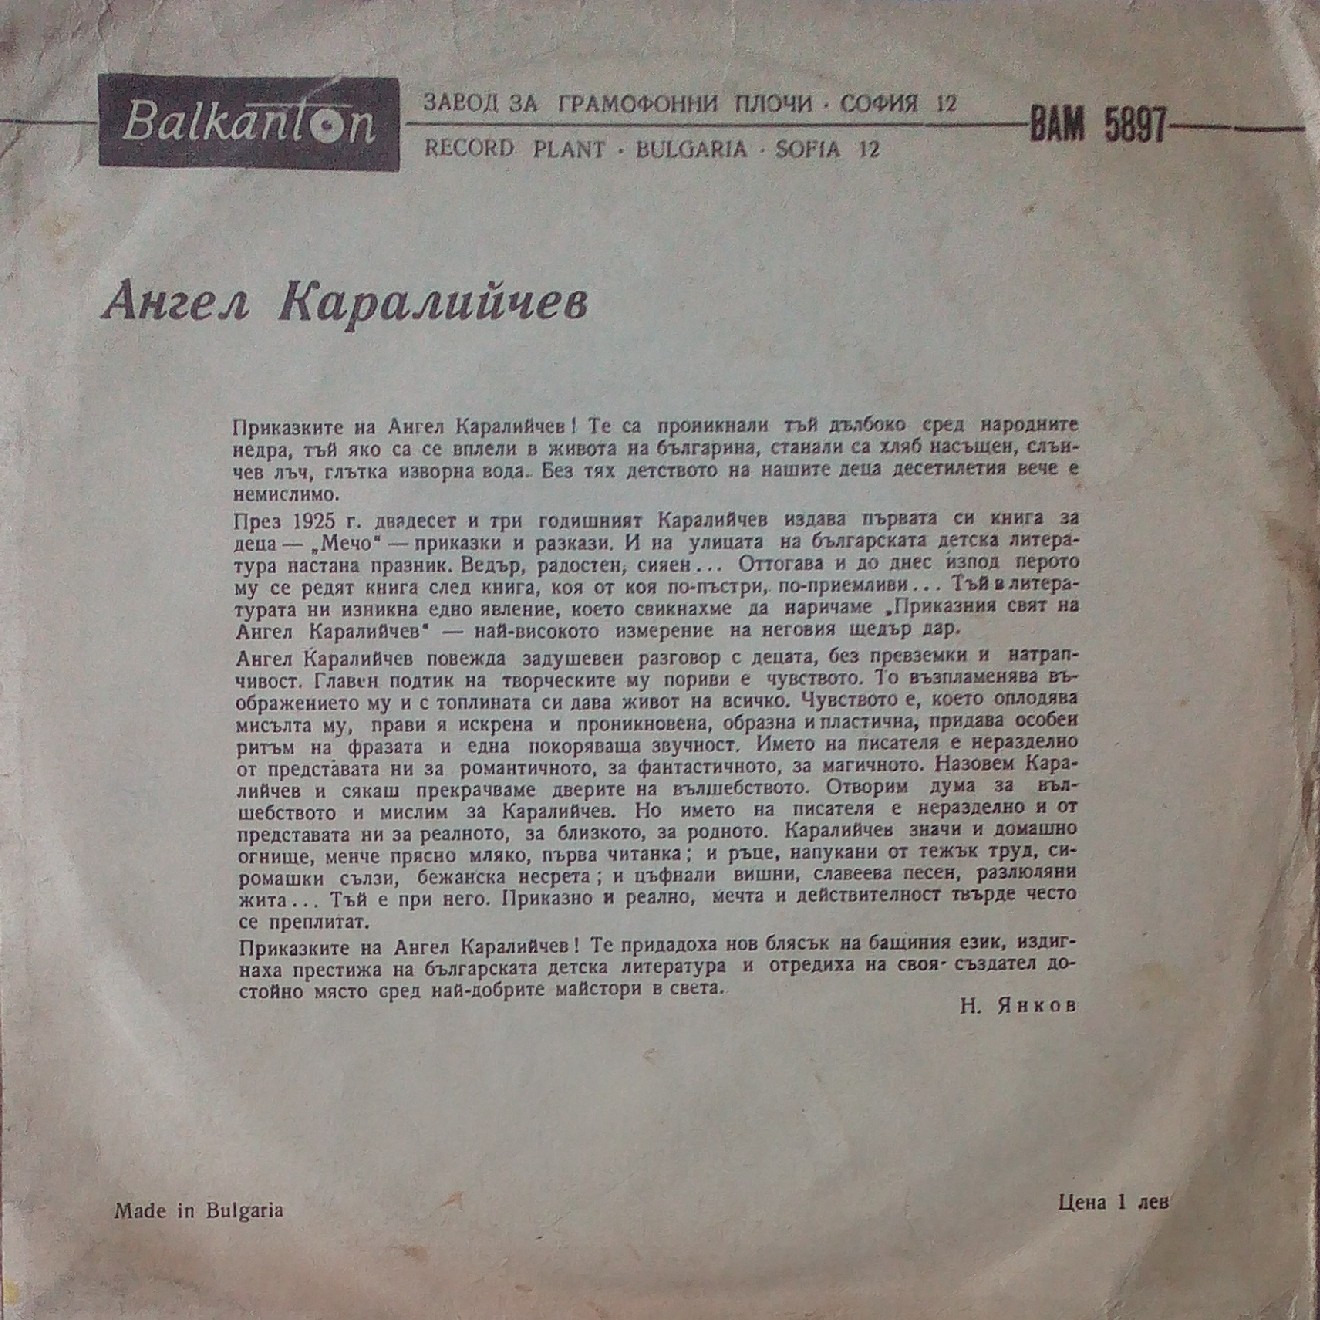 Balkanton
ЗАВОД ЗА ГРАМОФОННИ ПЛОЧИ · СОФИЯ 12
RECORD PLANT · BULGARIA · SOFIA 12
ВАМ 5897
Ангел Каралийчев
Приказките на Ангел Каралийчев! Те са проникнали тъй дълбоко сред народните
недра, тъй яко са се вплели в живота на българина, станали са хляб насъщен, слън-
чев лъч, глътка изворна вода.. Без тях детството на нашите деца десетилетия вече е
немислимо.
През 1925 г. двадесет и три годишният Каралийчев издава първата си книга за
деца — „Мечо“ — приказки и разкази. И на улицата на българската детска литера-
тура настана празник. Ведър, радостен, сияен... Оттогава и до днес изпод перото
му се редят книга след книга, коя от коя по-пъстри, по-приемливи... Тъй в литера-
турата ни изникна едно явление, което свикнахме да наричаме „Приказния свят на
Ангел Каралийчев“ — най-високото измерение на неговия щедър дар.
Ангел Каралийчев повежда задушевен разговор с децата, без превземки и натрап-
чивост. Главен подтик на творческите му пориви е чувството. То възпламенява въ-
ображението му и с топлината си дава живот на всичко. Чувството е, което оплодява
мисълта му, прави я искрена и проникновена, образна и пластична, придава особен
ритъм на фразата и една покоряваща звучност. Името на писателя е неразделно
от представата ни за романтичното, за фантастичното, за магичното. Назовем Кара-
лийчев и сякаш прекрачваме дверите на вълшебството. Отворим дума за въл-
шебството и мислим за Каралийчев. Но името на писателя е неразделно и от
представата ни за реалното, за близкото, за родното. Каралийчев значи и домашно
огнище, менче прясно мляко, първа читанка; и ръце, напукани от тежък труд, си-
ромашки сълзи, бежанска несрета; и цъфнали вишни, славеева песен, разлюляни
жита... Тъй е при него. Приказно и реално, мечта и действителност твърде често
се преплитат.
Приказките на Ангел Каралийчев! Те придадоха нов блясък на бащиния език, издиг-
наха престижа на българската детска литература и отредиха на своя създател до-
стойно място сред най-добрите майстори в света.
Н. Янков
Made in Bulgaria
Цена 1 лев